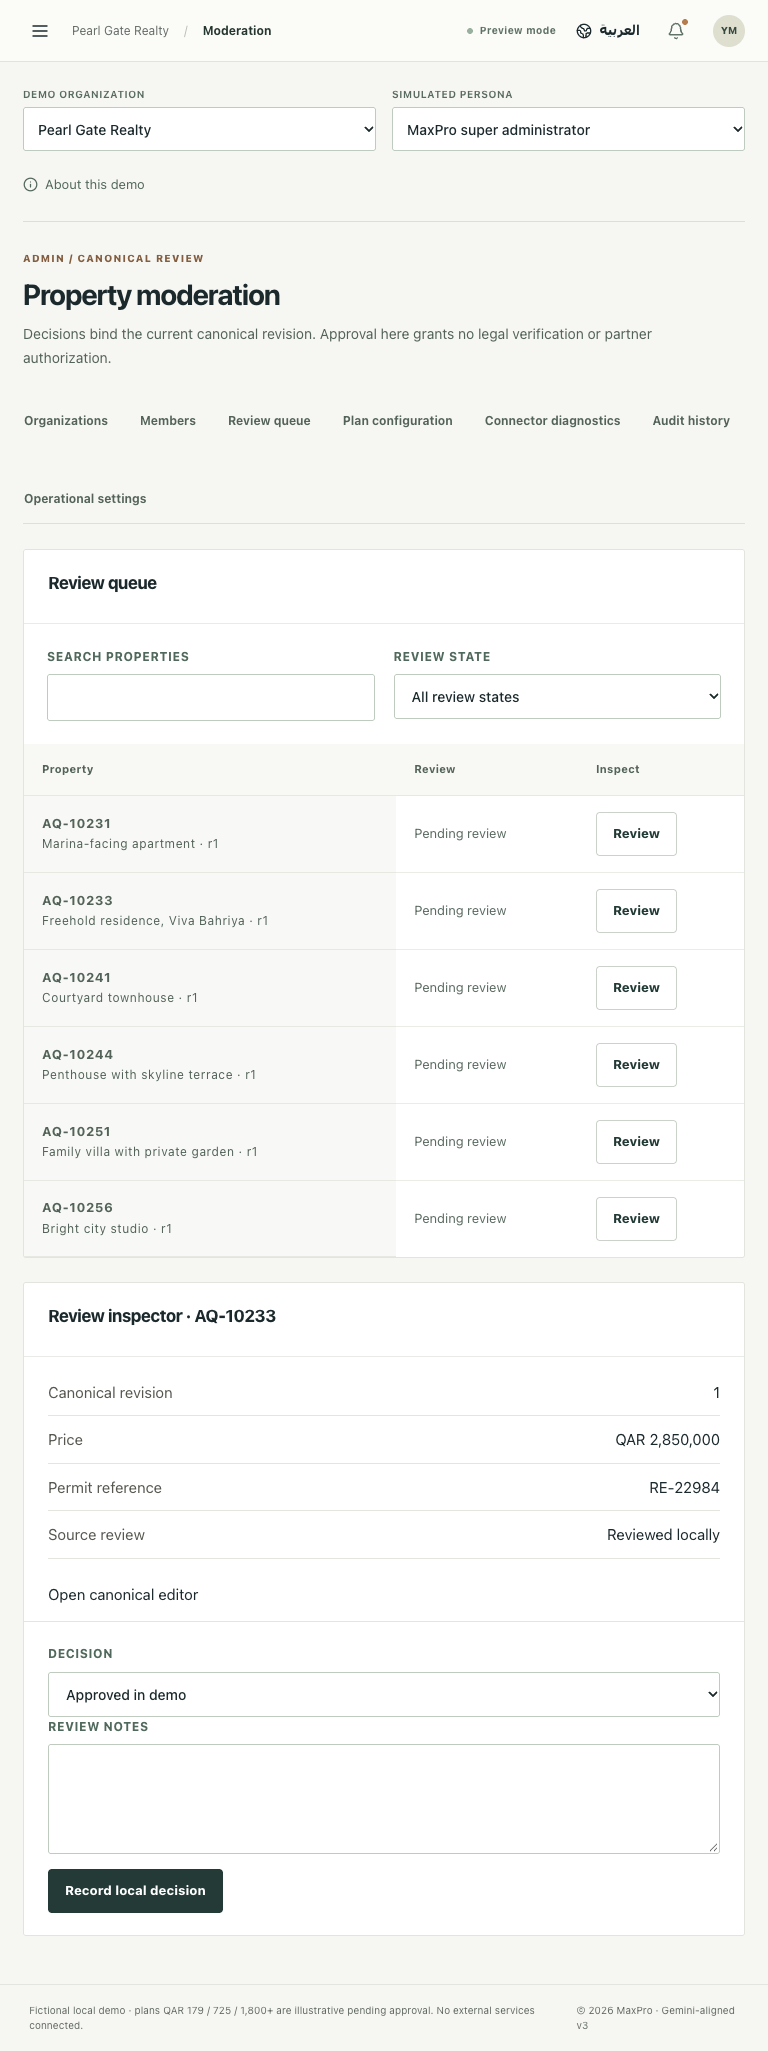 Pearl Gate Realty / Moderation
Preview mode
العربية
YM
DEMO ORGANIZATION
Pearl Gate Realty
SIMULATED PERSONA
MaxPro super administrator
About this demo
ADMIN / CANONICAL REVIEW
Property moderation
Decisions bind the current canonical revision. Approval here grants no legal verification or partner
authorization.
Organizations Members Review queue Plan configuration Connector diagnostics Audit history
Operational settings
Review queue
SEARCH PROPERTIES
REVIEW STATE
All review states
Property Review Inspect
AQ-10231
Marina-facing apartment · r1
Pending review
Review
AQ-10233
Freehold residence, Viva Bahriya · r1
Pending review
Review
AQ-10241
Courtyard townhouse · r1
Pending review
Review
AQ-10244
Penthouse with skyline terrace · r1
Pending review
Review
AQ-10251
Family villa with private garden · r1
Pending review
Review
AQ-10256
Bright city studio · r1
Pending review
Review
Review inspector · AQ-10233
Canonical revision 1
Price QAR 2,850,000
Permit reference RE-22984
Source review Reviewed locally
Open canonical editor
DECISION
Approved in demo
REVIEW NOTES
Record local decision
Fictional local demo · plans QAR 179 / 725 / 1,800+ are illustrative pending approval. No external services
connected.
© 2026 MaxPro · Gemini-aligned
v3